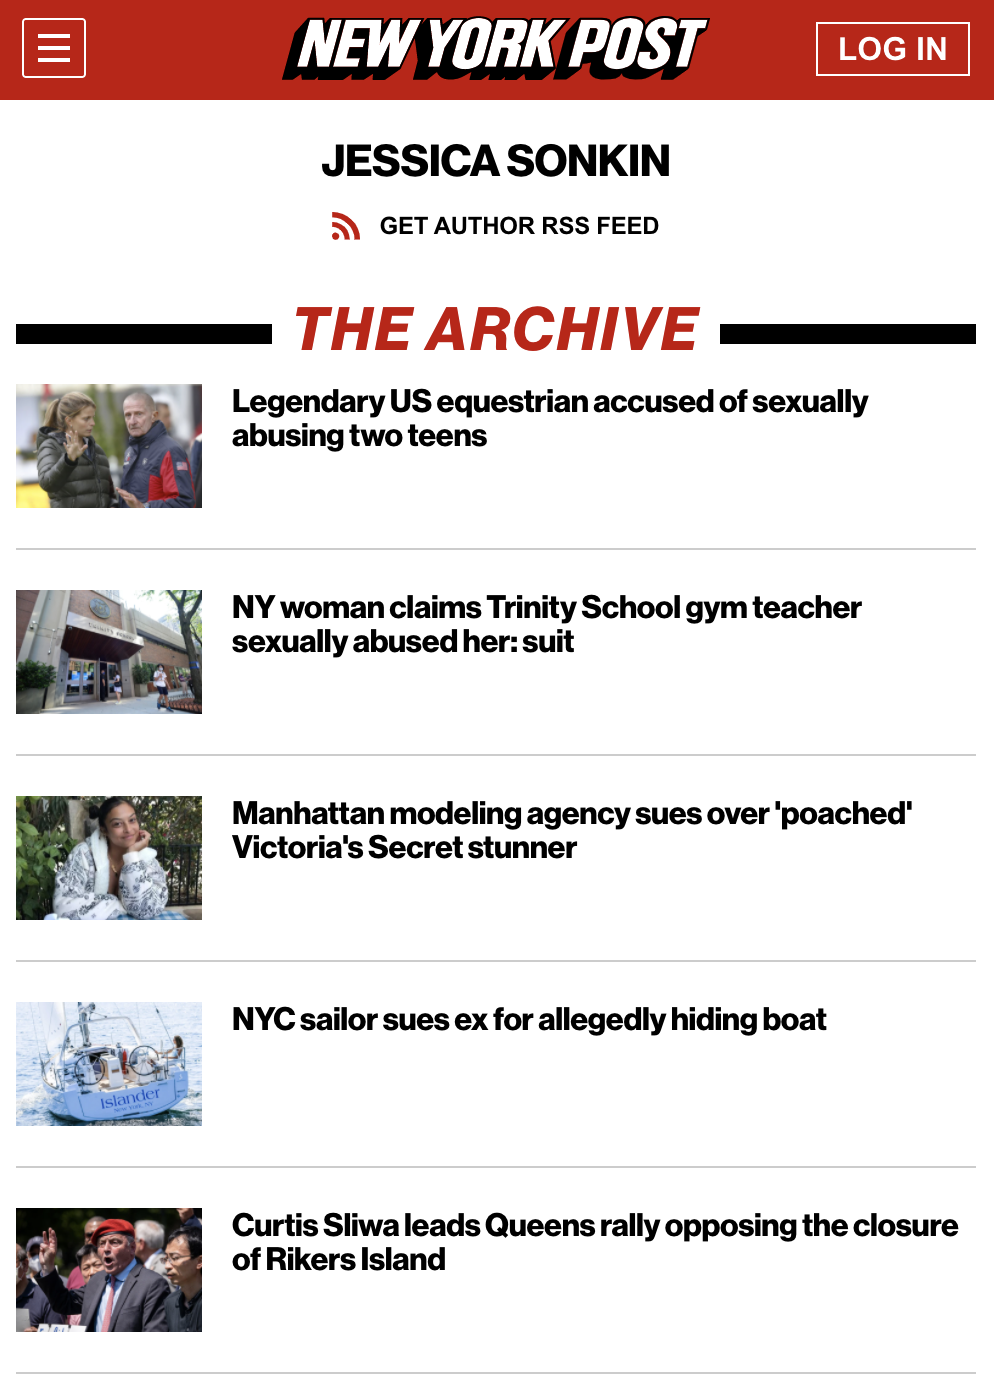 NEW YORK POST
LOG IN
JESSICA SONKIN
GET AUTHOR RSS FEED
THE ARCHIVE
Legendary US equestrian accused of sexually
abusing two teens
NY woman claims Trinity School gym teacher
sexually abused her: suit
Manhattan modeling agency sues over 'poached'
Victoria's Secret stunner
NYC sailor sues ex for allegedly hiding boat
Islander
NEW YORK, NY
Curtis Sliwa leads Queens rally opposing the closure
of Rikers Island